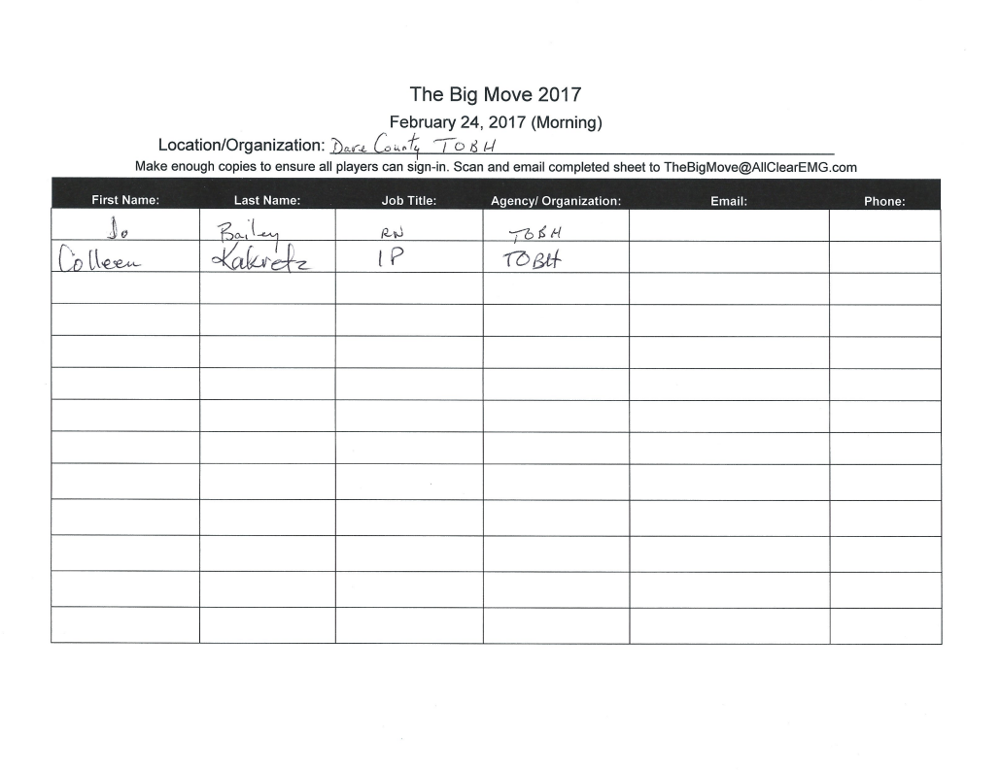 The Big Move 2017
February 24, 2017 (Morning)
Location/Organization: Dare County TOBH
Make enough copies to ensure all players can sign-in. Scan and email completed sheet to TheBigMove@AllClearEMG.com
First Name: Last Name: Job Title: Agency/ Organization: Email: Phone:
Jo Bailey RN TOBH
Colleen Kakretz IP TOBH